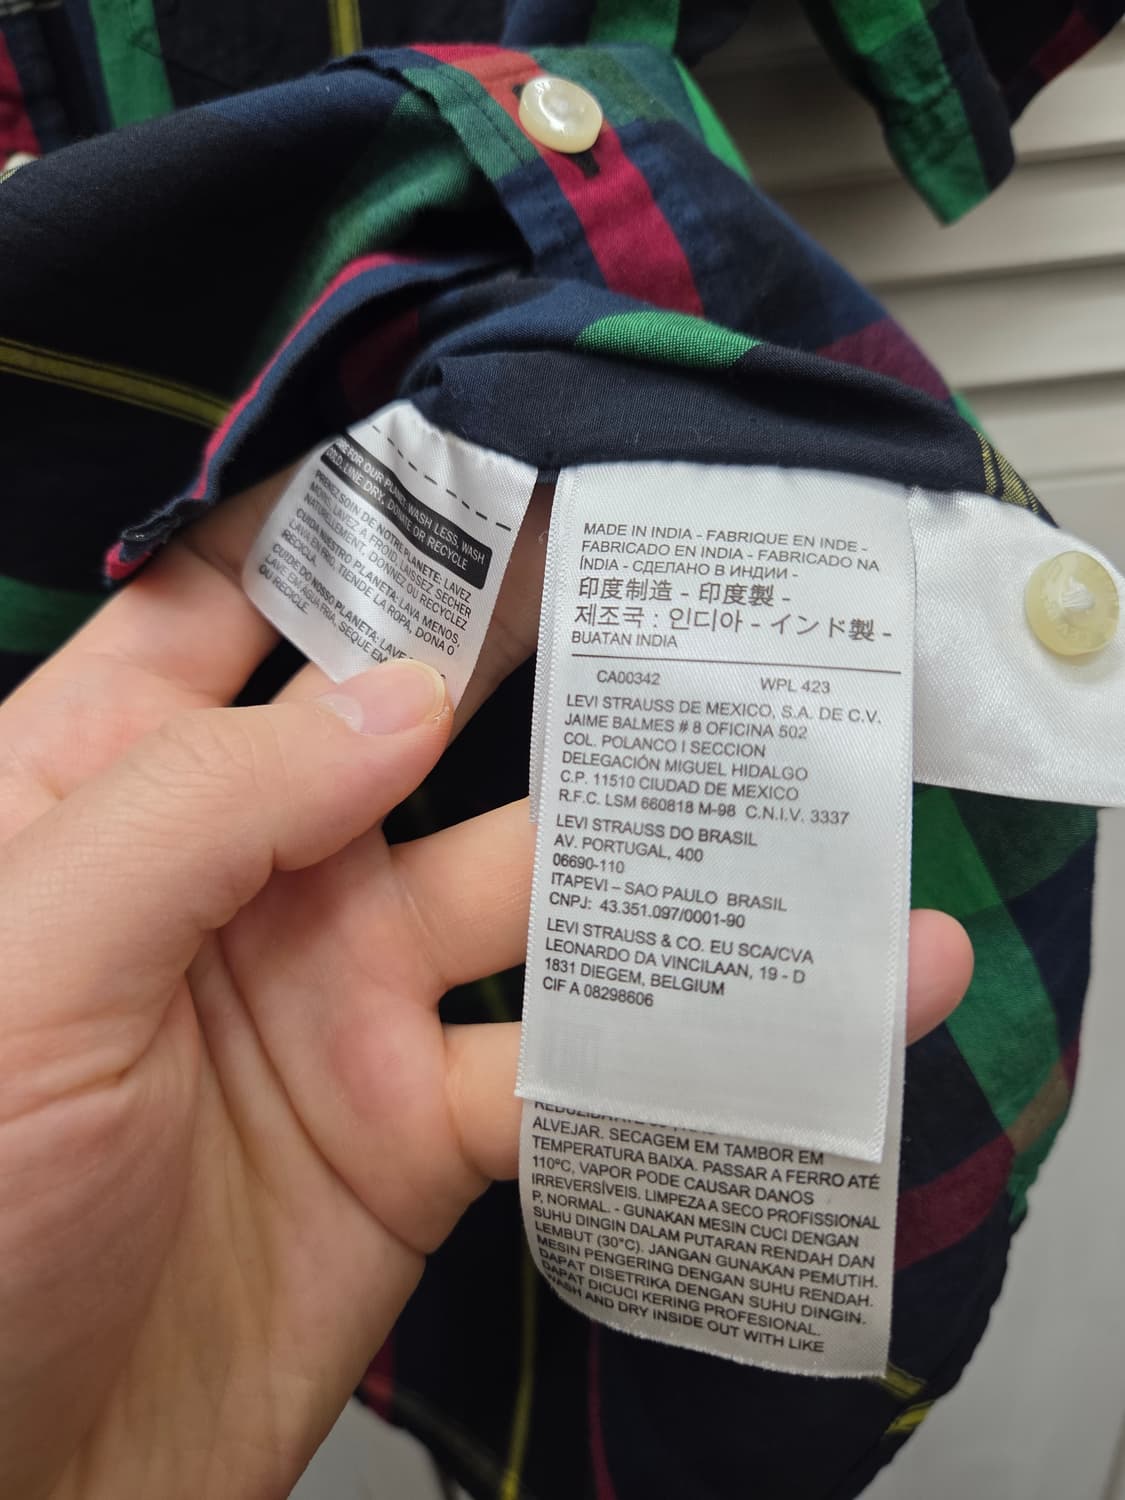 RE FOR OUR PLANET: WASH LESS, WASH
COLD, LINE DRY, DONATE OR RECYCLE
PRENEZ SOIN DE NOTRE PLANETE: LAVEZ
MOINS, LAVEZ A FROID, LAISSEZ SECHER
NATURELLEMENT, DONNEZ OU RECYCLEZ
CUIDA NUESTRO PLANETA: LAVA MENOS,
LAVA EN FRIO, TIENDE LA ROPA, DONA O
RECICLA.
CUIDE DO NOSSO PLANETA: LAVE
LAVE EM AGUA FRIA, SEQUE EM
OU RECICLE.
MADE IN INDIA - FABRIQUE EN INDE -
FABRICADO EN INDIA - FABRICADO NA
ÍNDIA - СДЕЛАНО В ИНДИИ -
印度制造 - 印度製 -
제조국 : 인디아 - インド製 -
BUATAN INDIA
CA00342 WPL 423
LEVI STRAUSS DE MEXICO, S.A. DE C.V.
JAIME BALMES # 8 OFICINA 502
COL. POLANCO I SECCION
DELEGACIÓN MIGUEL HIDALGO
C.P. 11510 CIUDAD DE MEXICO
R.F.C. LSM 660818 M-98 C.N.I.V. 3337
LEVI STRAUSS DO BRASIL
AV. PORTUGAL, 400
06690-110
ITAPEVI – SAO PAULO BRASIL
CNPJ: 43.351.097/0001-90
LEVI STRAUSS & CO. EU SCA/CVA
LEONARDO DA VINCILAAN, 19 - D
1831 DIEGEM, BELGIUM
CIF A 08298606
ALVEJAR. SECAGEM EM TAMBOR EM
TEMPERATURA BAIXA. PASSAR A FERRO ATÉ
110ºC, VAPOR PODE CAUSAR DANOS
IRREVERSÍVEIS. LIMPEZA A SECO PROFISSIONAL
P, NORMAL. - GUNAKAN MESIN CUCI DENGAN
SUHU DINGIN DALAM PUTARAN RENDAH DAN
LEMBUT (30°C). JANGAN GUNAKAN PEMUTIH.
MESIN PENGERING DENGAN SUHU RENDAH.
DAPAT DISETRIKA DENGAN SUHU DINGIN.
DAPAT DICUCI KERING PROFESIONAL.
WASH AND DRY INSIDE OUT WITH LIKE